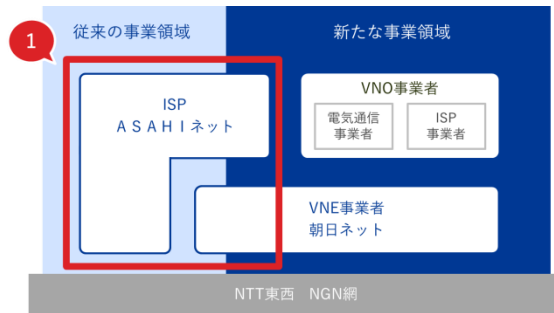 1
従来の事業領域
新たな事業領域
ISP
ＡＳＡＨＩネット
VNO事業者
電気通信
事業者
ISP
事業者
VNE事業者
朝日ネット
NTT東西　NGN網